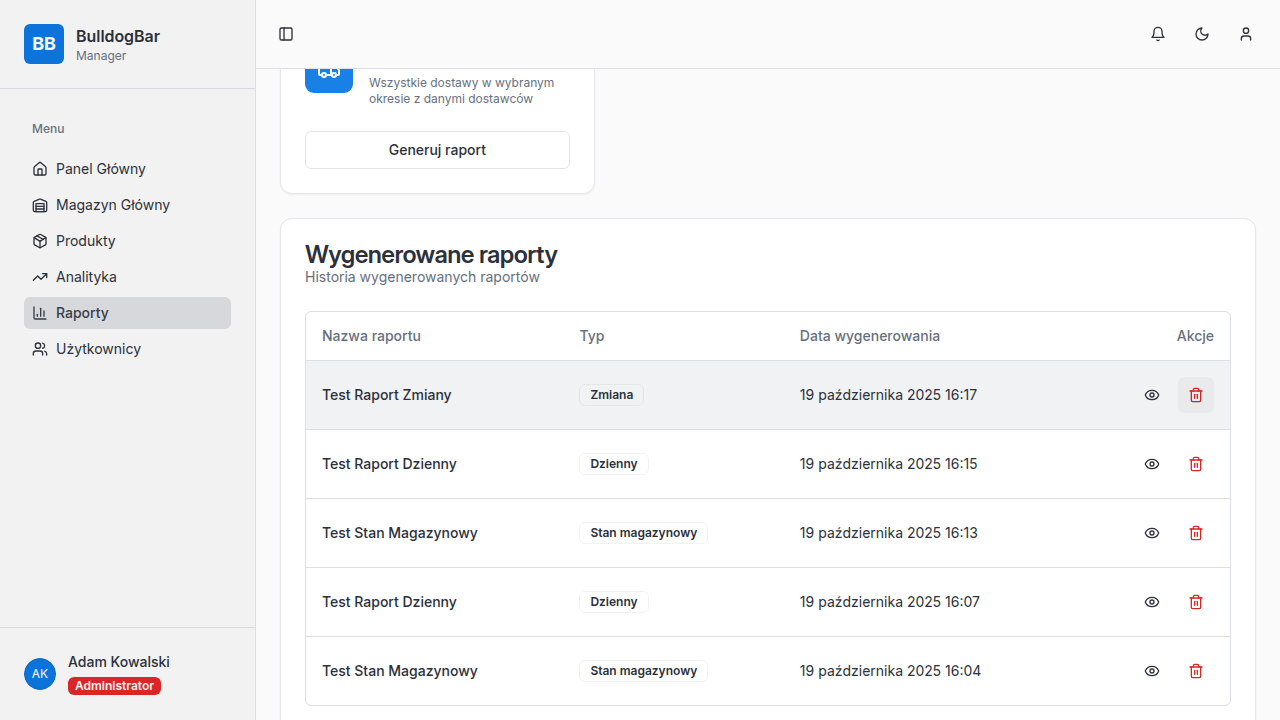 BB
BulldogBar
Manager
Menu
Panel Główny
Magazyn Główny
Produkty
Analityka
Raporty
Użytkownicy
AK
Adam Kowalski
Administrator
Wszystkie dostawy w wybranym
okresie z danymi dostawców
Generuj raport
Wygenerowane raporty
Historia wygenerowanych raportów
Nazwa raportu Typ Data wygenerowania Akcje
Test Raport Zmiany Zmiana 19 października 2025 16:17
Test Raport Dzienny Dzienny 19 października 2025 16:15
Test Stan Magazynowy Stan magazynowy 19 października 2025 16:13
Test Raport Dzienny Dzienny 19 października 2025 16:07
Test Stan Magazynowy Stan magazynowy 19 października 2025 16:04